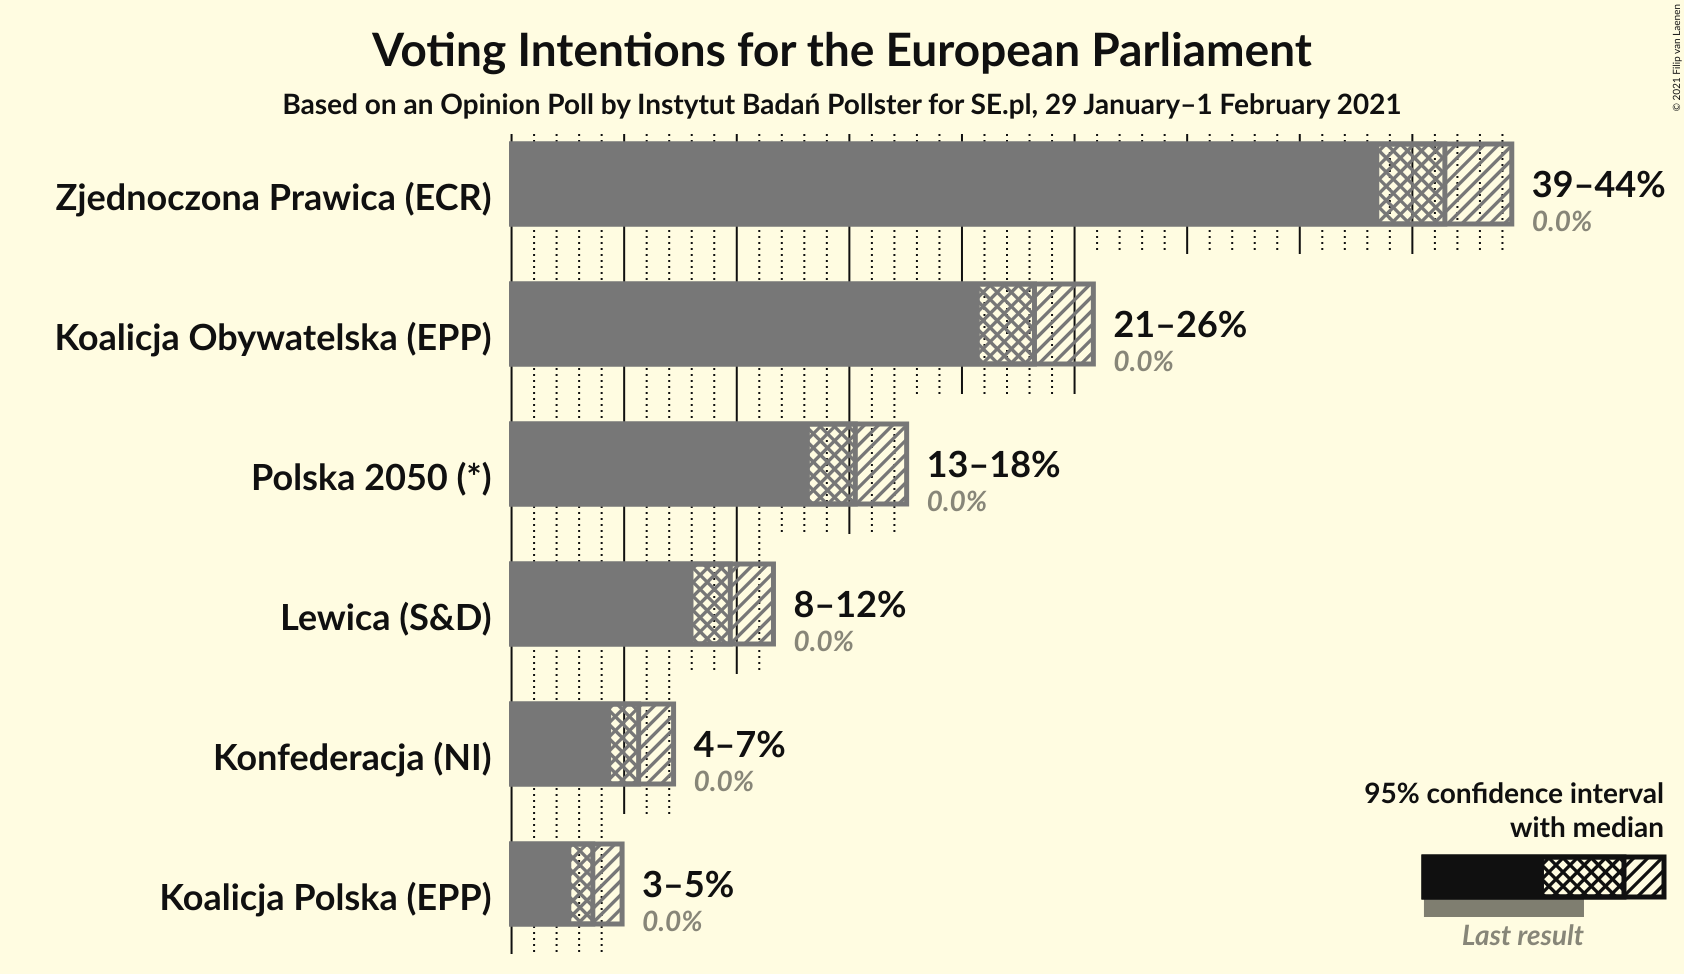 Voting Intentions for the European Parliament
Based on an Opinion Poll by Instytut Badań Pollster for SE.pl, 29 January–1 February 2021
© 2021 Filip van Laenen
Zjednoczona Prawica (ECR)
39–44%
0.0%
Koalicja Obywatelska (EPP)
21–26%
0.0%
Polska 2050 (*)
13–18%
0.0%
Lewica (S&D)
8–12%
0.0%
Konfederacja (NI)
4–7%
0.0%
Koalicja Polska (EPP)
3–5%
0.0%
95% confidence interval
with median
Last result